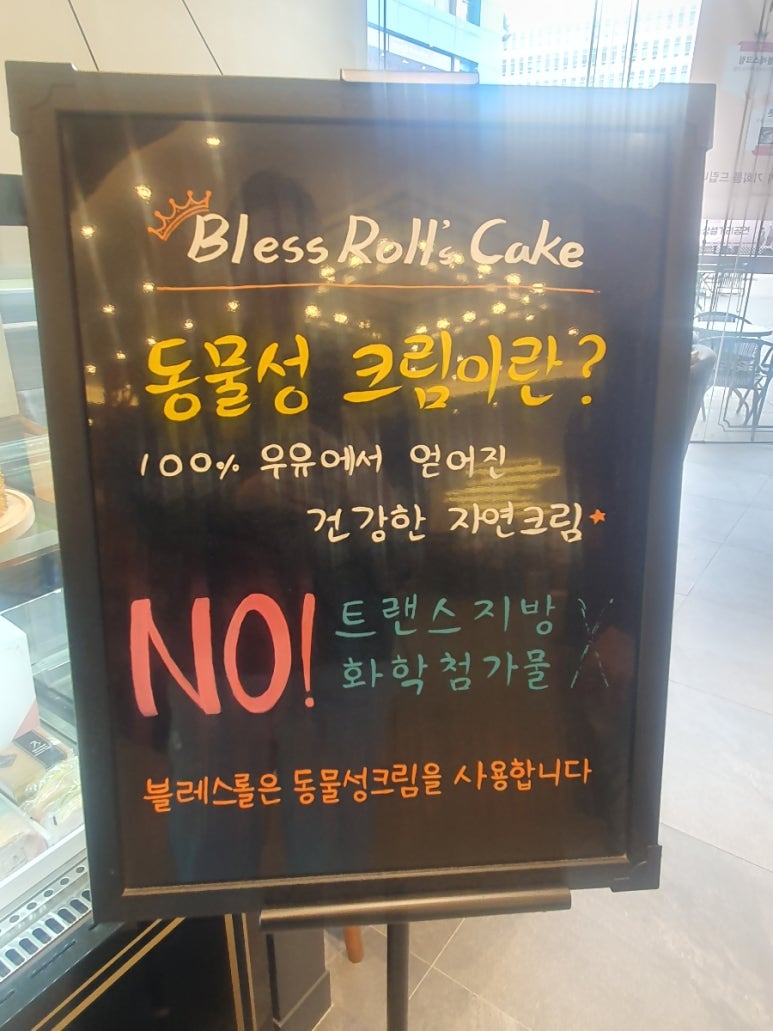 Bless Roll's Cake
동물성 크림이란?
100% 우유에서 얻어진
건강한 자연크림
NO! 트랜스지방 X
화학첨가물
블레스롤은 동물성크림을 사용합니다